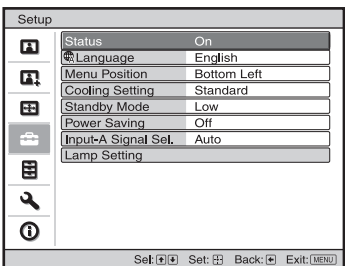 Setup
Status On
Language English
Menu Position Bottom Left
Cooling Setting Standard
Standby Mode Low
Power Saving Off
Input-A Signal Sel. Auto
Lamp Setting
Sel: Set: Back: Exit: MENU